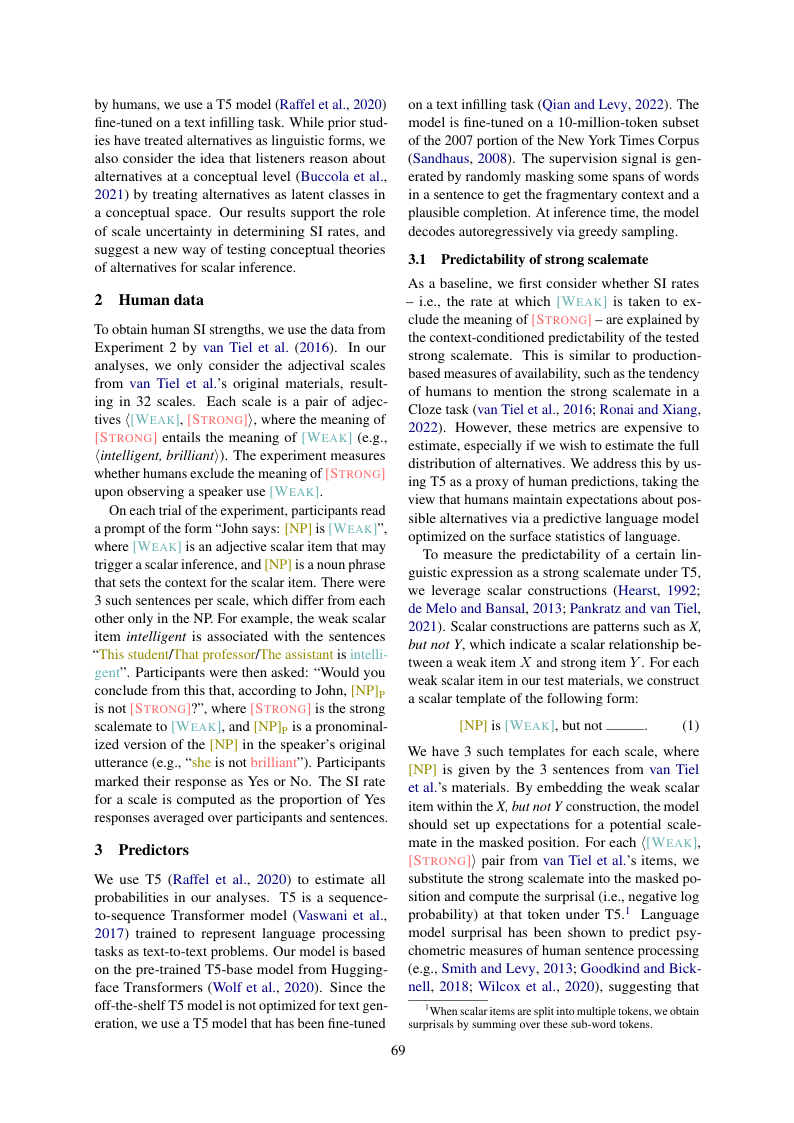 by humans, we use a T5 model (Raffel et al., 2020)
fine-tuned on a text infilling task. While prior stud-
ies have treated alternatives as linguistic forms, we
also consider the idea that listeners reason about
alternatives at a conceptual level (Buccola et al.,
2021) by treating alternatives as latent classes in
a conceptual space. Our results support the role
of scale uncertainty in determining SI rates, and
suggest a new way of testing conceptual theories
of alternatives for scalar inference.
2 Human data
To obtain human SI strengths, we use the data from
Experiment 2 by van Tiel et al. (2016). In our
analyses, we only consider the adjectival scales
from van Tiel et al.'s original materials, result-
ing in 32 scales. Each scale is a pair of adjec-
tives ⟨[WEAK], [STRONG]⟩, where the meaning of
[STRONG] entails the meaning of [WEAK] (e.g.,
⟨intelligent, brilliant⟩). The experiment measures
whether humans exclude the meaning of [STRONG]
upon observing a speaker use [WEAK].
On each trial of the experiment, participants read
a prompt of the form “John says: [NP] is [WEAK]”,
where [WEAK] is an adjective scalar item that may
trigger a scalar inference, and [NP] is a noun phrase
that sets the context for the scalar item. There were
3 such sentences per scale, which differ from each
other only in the NP. For example, the weak scalar
item intelligent is associated with the sentences
“This student/That professor/The assistant is intelli-
gent”. Participants were then asked: “Would you
conclude from this that, according to John, [NP]P
is not [STRONG]?”, where [STRONG] is the strong
scalemate to [WEAK], and [NP]P is a pronominal-
ized version of the [NP] in the speaker's original
utterance (e.g., “she is not brilliant”). Participants
marked their response as Yes or No. The SI rate
for a scale is computed as the proportion of Yes
responses averaged over participants and sentences.
3 Predictors
We use T5 (Raffel et al., 2020) to estimate all
probabilities in our analyses. T5 is a sequence-
to-sequence Transformer model (Vaswani et al.,
2017) trained to represent language processing
tasks as text-to-text problems. Our model is based
on the pre-trained T5-base model from Hugging-
face Transformers (Wolf et al., 2020). Since the
off-the-shelf T5 model is not optimized for text gen-
eration, we use a T5 model that has been fine-tuned
on a text infilling task (Qian and Levy, 2022). The
model is fine-tuned on a 10-million-token subset
of the 2007 portion of the New York Times Corpus
(Sandhaus, 2008). The supervision signal is gen-
erated by randomly masking some spans of words
in a sentence to get the fragmentary context and a
plausible completion. At inference time, the model
decodes autoregressively via greedy sampling.
3.1 Predictability of strong scalemate
As a baseline, we first consider whether SI rates
– i.e., the rate at which [WEAK] is taken to ex-
clude the meaning of [STRONG] – are explained by
the context-conditioned predictability of the tested
strong scalemate. This is similar to production-
based measures of availability, such as the tendency
of humans to mention the strong scalemate in a
Cloze task (van Tiel et al., 2016; Ronai and Xiang,
2022). However, these metrics are expensive to
estimate, especially if we wish to estimate the full
distribution of alternatives. We address this by us-
ing T5 as a proxy of human predictions, taking the
view that humans maintain expectations about pos-
sible alternatives via a predictive language model
optimized on the surface statistics of language.
To measure the predictability of a certain lin-
guistic expression as a strong scalemate under T5,
we leverage scalar constructions (Hearst, 1992;
de Melo and Bansal, 2013; Pankratz and van Tiel,
2021). Scalar constructions are patterns such as X,
but not Y, which indicate a scalar relationship be-
tween a weak item X and strong item Y. For each
weak scalar item in our test materials, we construct
a scalar template of the following form:
[NP] is [WEAK], but not _____. (1)
We have 3 such templates for each scale, where
[NP] is given by the 3 sentences from van Tiel
et al.'s materials. By embedding the weak scalar
item within the X, but not Y construction, the model
should set up expectations for a potential scale-
mate in the masked position. For each ⟨[WEAK],
[STRONG]⟩ pair from van Tiel et al.'s items, we
substitute the strong scalemate into the masked po-
sition and compute the surprisal (i.e., negative log
probability) at that token under T5.1 Language
model surprisal has been shown to predict psy-
chometric measures of human sentence processing
(e.g., Smith and Levy, 2013; Goodkind and Bick-
nell, 2018; Wilcox et al., 2020), suggesting that
1When scalar items are split into multiple tokens, we obtain
surprisals by summing over these sub-word tokens.
69